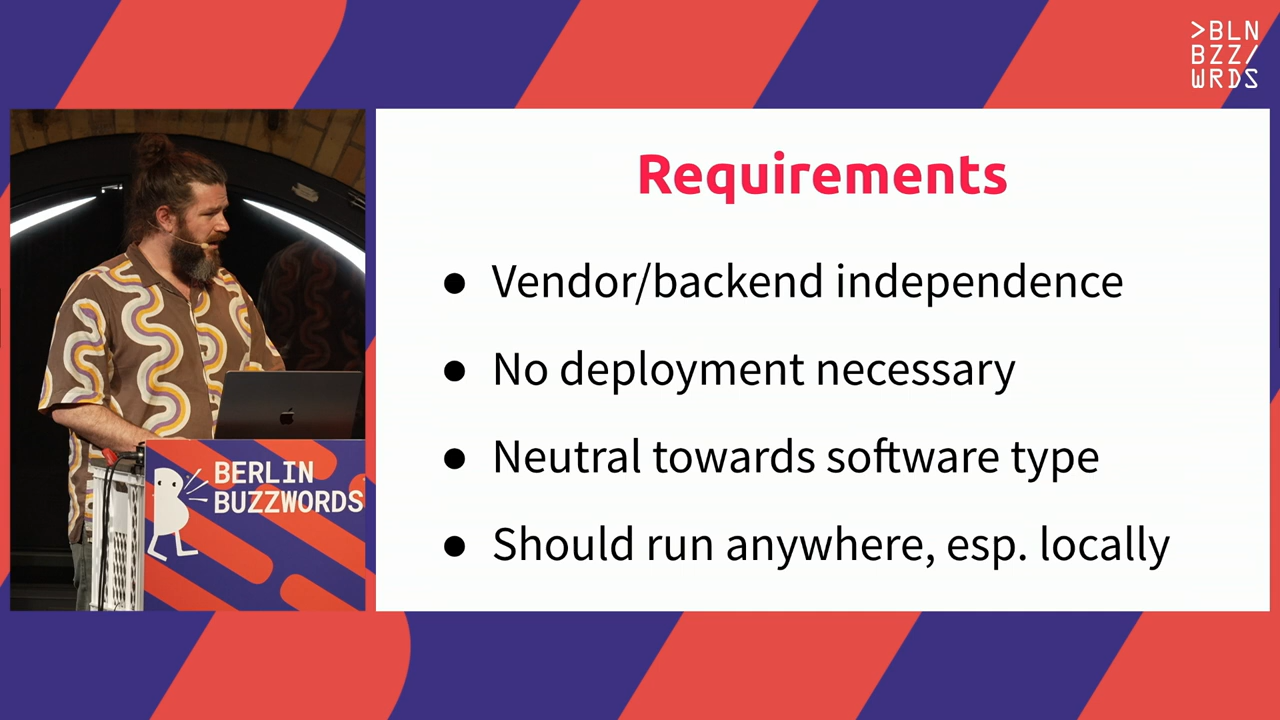 >BLN
BZZ/
WRDS
Requirements
● Vendor/backend independence
● No deployment necessary
● Neutral towards software type
● Should run anywhere, esp. locally
BERLIN
BUZZWORDS